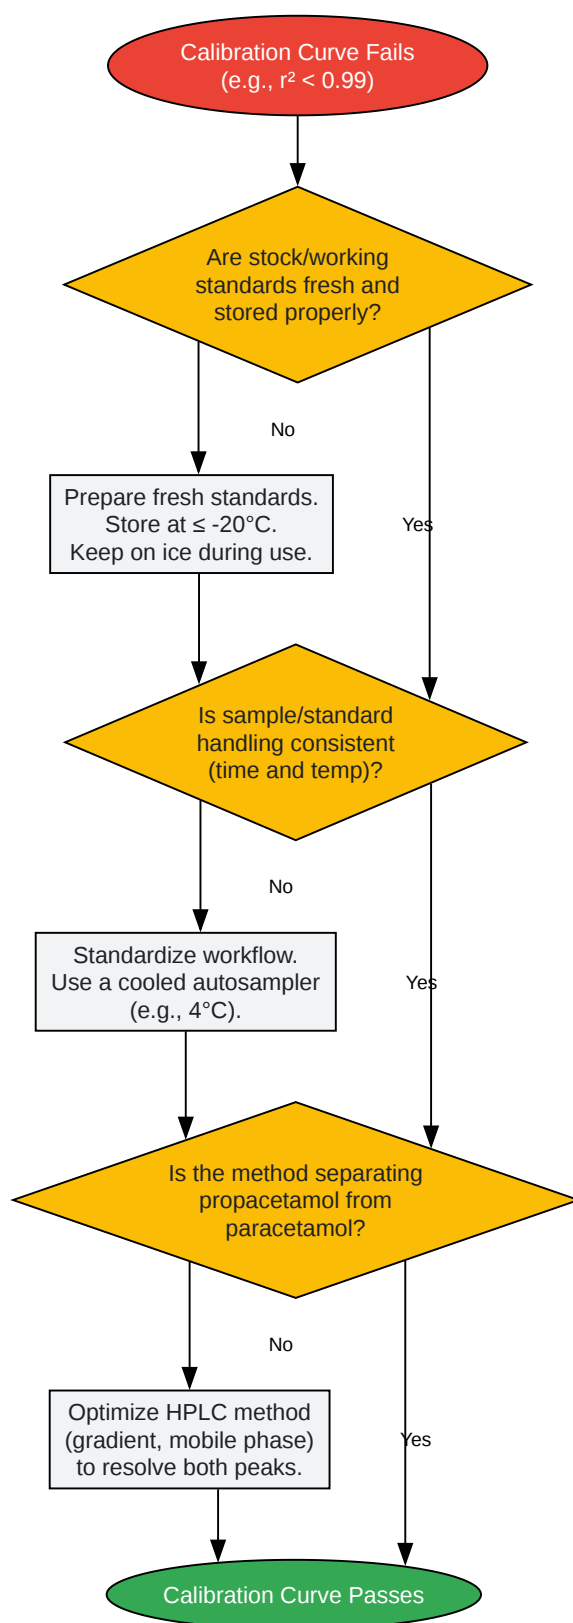 Calibration Curve Fails
(e.g., r² < 0.99)
Are stock/working
standards fresh and
stored properly?
No
Prepare fresh standards.
Store at ≤ -20°C.
Keep on ice during use.
Yes
Is sample/standard
handling consistent
(time and temp)?
No
Standardize workflow.
Use a cooled autosampler
(e.g., 4°C).
Yes
Is the method separating
propacetamol from
paracetamol?
No
Optimize HPLC method
(gradient, mobile phase)
to resolve both peaks.
Yes
Calibration Curve Passes